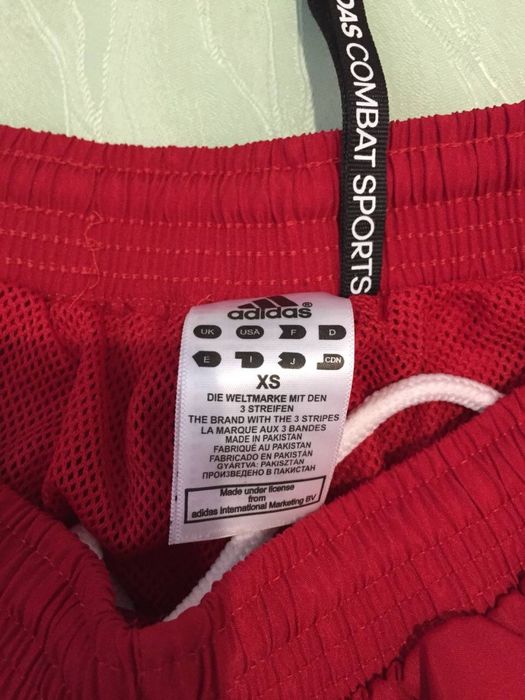 DAS COMBAT SPORTS
adidas®
UK USA F D
E I J CDN
XS
DIE WELTMARKE MIT DEN
3 STREIFEN
THE BRAND WITH THE 3 STRIPES
LA MARQUE AUX 3 BANDES
MADE IN PAKISTAN
FABRIQUÉ AU PAKISTAN
FABRICADO EN PAKISTÁN
GYÁRTVA: PAKISZTÁN
ПРОИЗВЕДЕНО В ПАКИСТАН
Made under license
from
adidas International Marketing BV